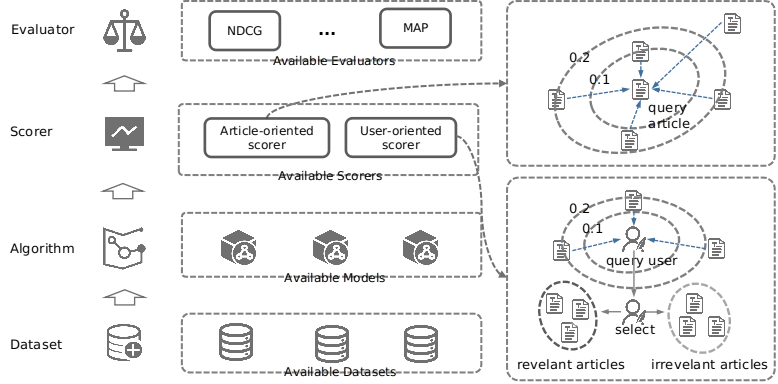 Evaluator
NDCG
...
MAP
Available Evaluators
Scorer
Article-oriented
scorer
User-oriented
scorer
Available Scorers
Algorithm
Available Models
Dataset
Available Datasets
0.2
0.1
query
article
0.2
0.1
query user
select
revelant articles
irrevelant articles